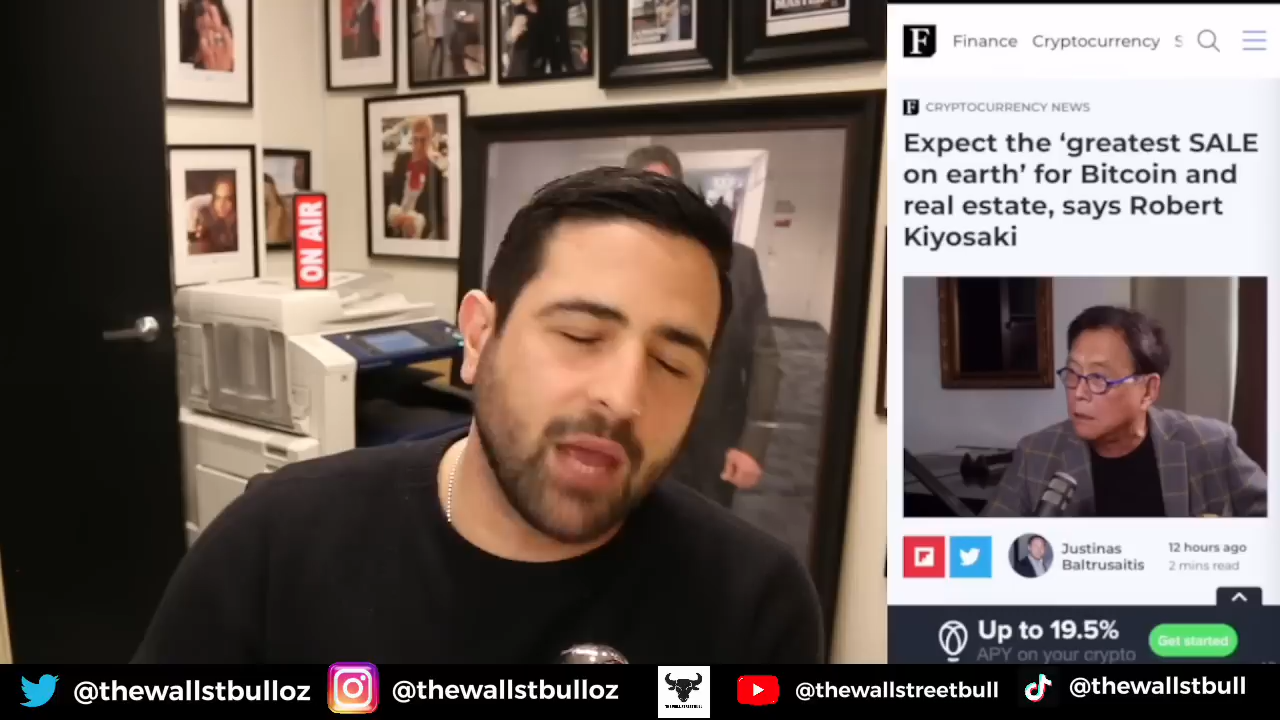 ON AIR
F
Finance Cryptocurrency S
F CRYPTOCURRENCY NEWS
Expect the ‘greatest SALE
on earth’ for Bitcoin and
real estate, says Robert
Kiyosaki
Justinas
Baltrusaitis
12 hours ago
2 mins read
Up to 19.5%
APY on your crypto
Get started
@thewallstbulloz
@thewallstbulloz
@thewallstreetbull
@thewallstbull